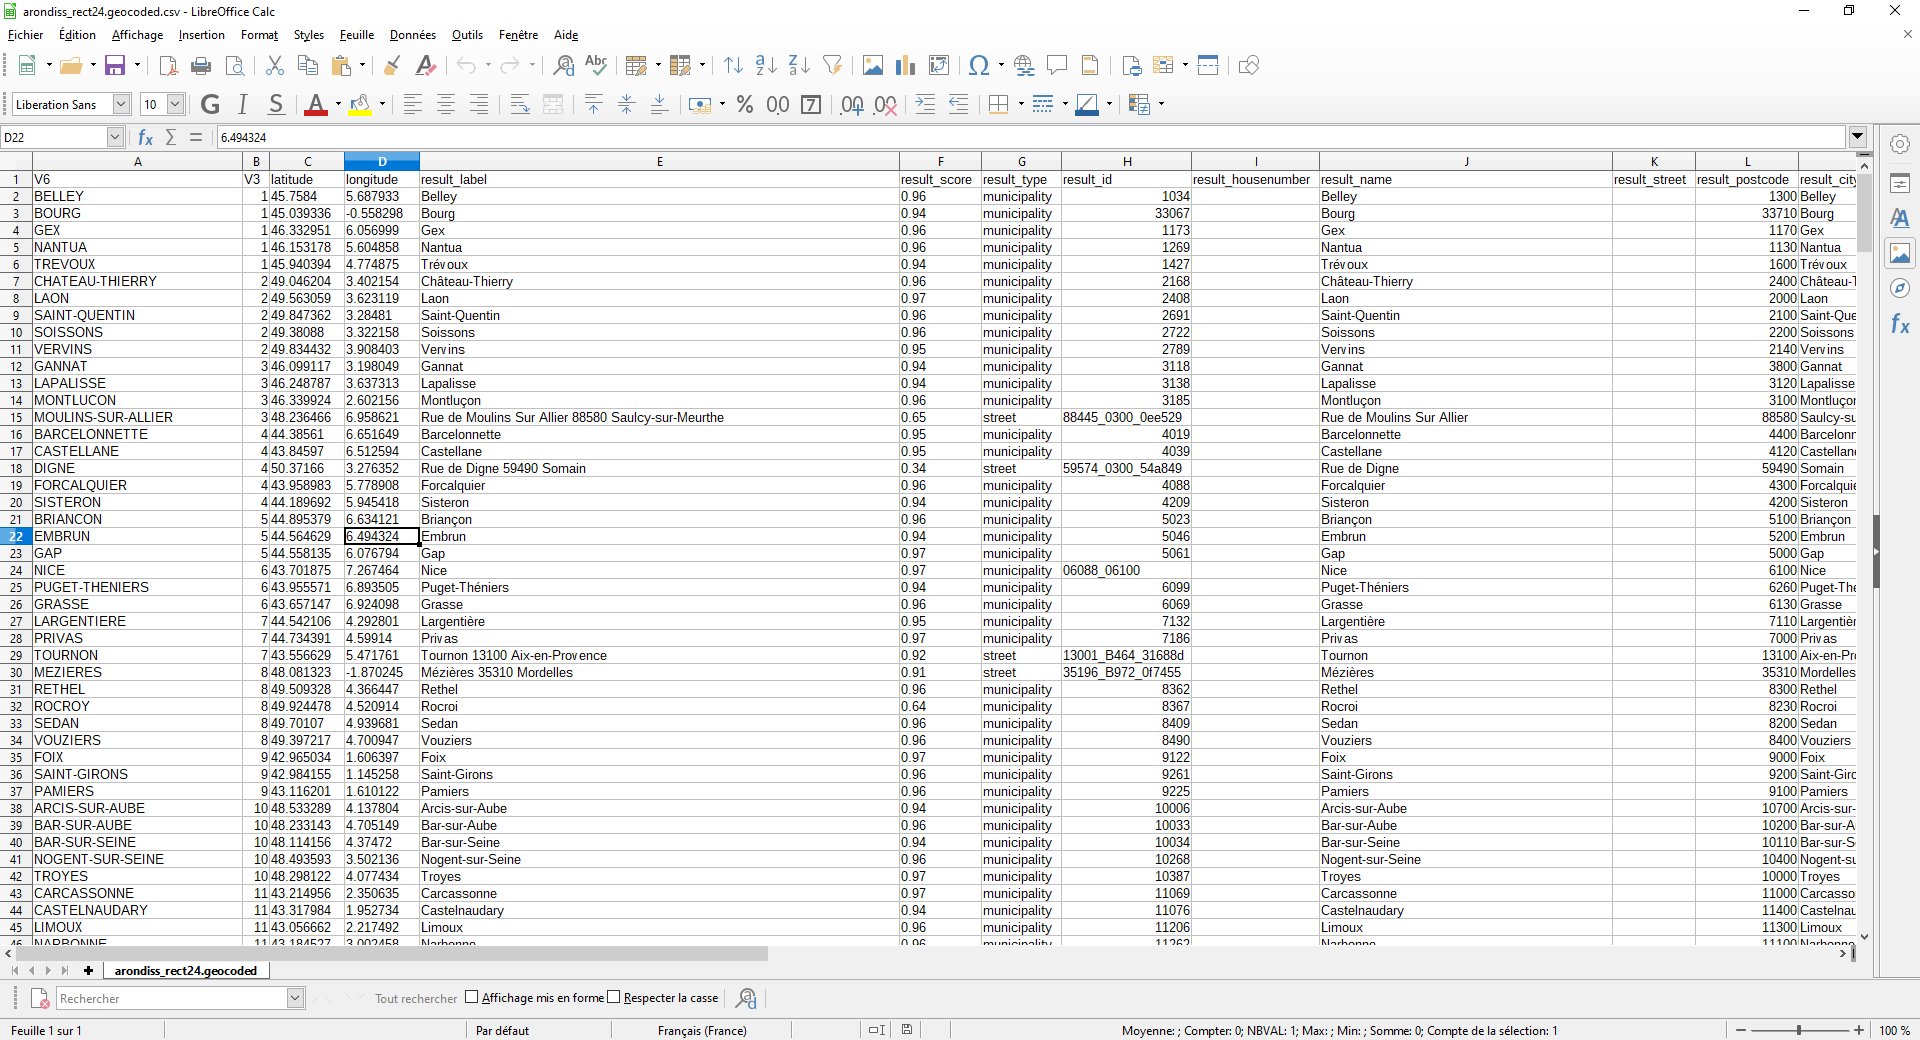 arondiss_rect24.geocoded.csv - LibreOffice Calc
Fichier Édition Affichage Insertion Format Styles Feuille Données Outils Fenêtre Aide
Liberation Sans 10 G I S
D22 6.494324
A B C D E F G H I J K L
1 V6 V3 latitude longitude result_label result_score result_type result_id result_housenumber result_name result_street result_postcode result_city
2 BELLEY 1 45.7584 5.687933 Belley 0.96 municipality 1034 Belley 1300 Belley
3 BOURG 1 45.039336 -0.558298 Bourg 0.94 municipality 33067 Bourg 33710 Bourg
4 GEX 1 46.332951 6.056999 Gex 0.96 municipality 1173 Gex 1170 Gex
5 NANTUA 1 46.153178 5.604858 Nantua 0.96 municipality 1269 Nantua 1130 Nantua
6 TREVOUX 1 45.940394 4.774875 Trévoux 0.94 municipality 1427 Trévoux 1600 Trévoux
7 CHATEAU-THIERRY 2 49.046204 3.402154 Château-Thierry 0.96 municipality 2168 Château-Thierry 2400 Château-T
8 LAON 2 49.563059 3.623119 Laon 0.97 municipality 2408 Laon 2000 Laon
9 SAINT-QUENTIN 2 49.847362 3.28481 Saint-Quentin 0.96 municipality 2691 Saint-Quentin 2100 Saint-Que
10 SOISSONS 2 49.38088 3.322158 Soissons 0.96 municipality 2722 Soissons 2200 Soissons
11 VERVINS 2 49.834432 3.908403 Vervins 0.95 municipality 2789 Vervins 2140 Vervins
12 GANNAT 3 46.099117 3.198049 Gannat 0.94 municipality 3118 Gannat 3800 Gannat
13 LAPALISSE 3 46.248787 3.637313 Lapalisse 0.94 municipality 3138 Lapalisse 3120 Lapalisse
14 MONTLUCON 3 46.339924 2.602156 Montluçon 0.96 municipality 3185 Montluçon 3100 Montluçon
15 MOULINS-SUR-ALLIER 3 48.236466 6.958621 Rue de Moulins Sur Allier 88580 Saulcy-sur-Meurthe 0.65 street 88445_0300_0ee529 Rue de Moulins Sur Allier 88580 Saulcy-su
16 BARCELONNETTE 4 44.38561 6.651649 Barcelonnette 0.95 municipality 4019 Barcelonnette 4400 Barcelonn
17 CASTELLANE 4 43.84597 6.512594 Castellane 0.95 municipality 4039 Castellane 4120 Castellan
18 DIGNE 4 50.37166 3.276352 Rue de Digne 59490 Somain 0.34 street 59574_0300_54a849 Rue de Digne 59490 Somain
19 FORCALQUIER 4 43.958983 5.778908 Forcalquier 0.96 municipality 4088 Forcalquier 4300 Forcalquie
20 SISTERON 4 44.189692 5.945418 Sisteron 0.94 municipality 4209 Sisteron 4200 Sisteron
21 BRIANCON 5 44.895379 6.634121 Briançon 0.96 municipality 5023 Briançon 5100 Briançon
22 EMBRUN 5 44.564629 6.494324 Embrun 0.94 municipality 5046 Embrun 5200 Embrun
23 GAP 5 44.558135 6.076794 Gap 0.97 municipality 5061 Gap 5000 Gap
24 NICE 6 43.701875 7.267464 Nice 0.97 municipality 06088_06100 Nice 6100 Nice
25 PUGET-THENIERS 6 43.955571 6.893505 Puget-Théniers 0.94 municipality 6099 Puget-Théniers 6260 Puget-Thé
26 GRASSE 6 43.657147 6.924098 Grasse 0.96 municipality 6069 Grasse 6130 Grasse
27 LARGENTIERE 7 44.542106 4.292801 Largentière 0.95 municipality 7132 Largentière 7110 Largentièr
28 PRIVAS 7 44.734391 4.59914 Privas 0.97 municipality 7186 Privas 7000 Privas
29 TOURNON 7 43.556629 5.471761 Tournon 13100 Aix-en-Provence 0.92 street 13001_B464_31688d Tournon 13100 Aix-en-Pro
30 MEZIERES 8 48.081323 -1.870245 Mézières 35310 Mordelles 0.91 street 35196_B972_0f7455 Mézières 35310 Mordelles
31 RETHEL 8 49.509328 4.366447 Rethel 0.96 municipality 8362 Rethel 8300 Rethel
32 ROCROY 8 49.924478 4.520914 Rocroi 0.64 municipality 8367 Rocroi 8230 Rocroi
33 SEDAN 8 49.70107 4.939681 Sedan 0.96 municipality 8409 Sedan 8200 Sedan
34 VOUZIERS 8 49.397217 4.700947 Vouziers 0.96 municipality 8490 Vouziers 8400 Vouziers
35 FOIX 9 42.965034 1.606397 Foix 0.97 municipality 9122 Foix 9000 Foix
36 SAINT-GIRONS 9 42.984155 1.145258 Saint-Girons 0.96 municipality 9261 Saint-Girons 9200 Saint-Giro
37 PAMIERS 9 43.116201 1.610122 Pamiers 0.96 municipality 9225 Pamiers 9100 Pamiers
38 ARCIS-SUR-AUBE 10 48.533289 4.137804 Arcis-sur-Aube 0.94 municipality 10006 Arcis-sur-Aube 10700 Arcis-sur-
39 BAR-SUR-AUBE 10 48.233143 4.705149 Bar-sur-Aube 0.96 municipality 10033 Bar-sur-Aube 10200 Bar-sur-A
40 BAR-SUR-SEINE 10 48.114156 4.37472 Bar-sur-Seine 0.94 municipality 10034 Bar-sur-Seine 10110 Bar-sur-S
41 NOGENT-SUR-SEINE 10 48.493593 3.502136 Nogent-sur-Seine 0.96 municipality 10268 Nogent-sur-Seine 10400 Nogent-su
42 TROYES 10 48.298122 4.077434 Troyes 0.97 municipality 10387 Troyes 10000 Troyes
43 CARCASSONNE 11 43.214956 2.350635 Carcassonne 0.97 municipality 11069 Carcassonne 11000 Carcasso
44 CASTELNAUDARY 11 43.317984 1.952734 Castelnaudary 0.94 municipality 11076 Castelnaudary 11400 Castelnau
45 LIMOUX 11 43.056662 2.217492 Limoux 0.96 municipality 11206 Limoux 11300 Limoux
46 NARBONNE 11 43.184527 3.002458 Narbonne 0.96 municipality 11262 Narbonne 11100 Narbonne
arondiss_rect24.geocoded
Rechercher Tout rechercher Affichage mis en forme Respecter la casse
Feuille 1 sur 1 Par défaut Français (France) Moyenne: ; Compter: 0; NBVAL: 1; Max: ; Min: ; Somme: 0; Compte de la sélection: 1 100 %